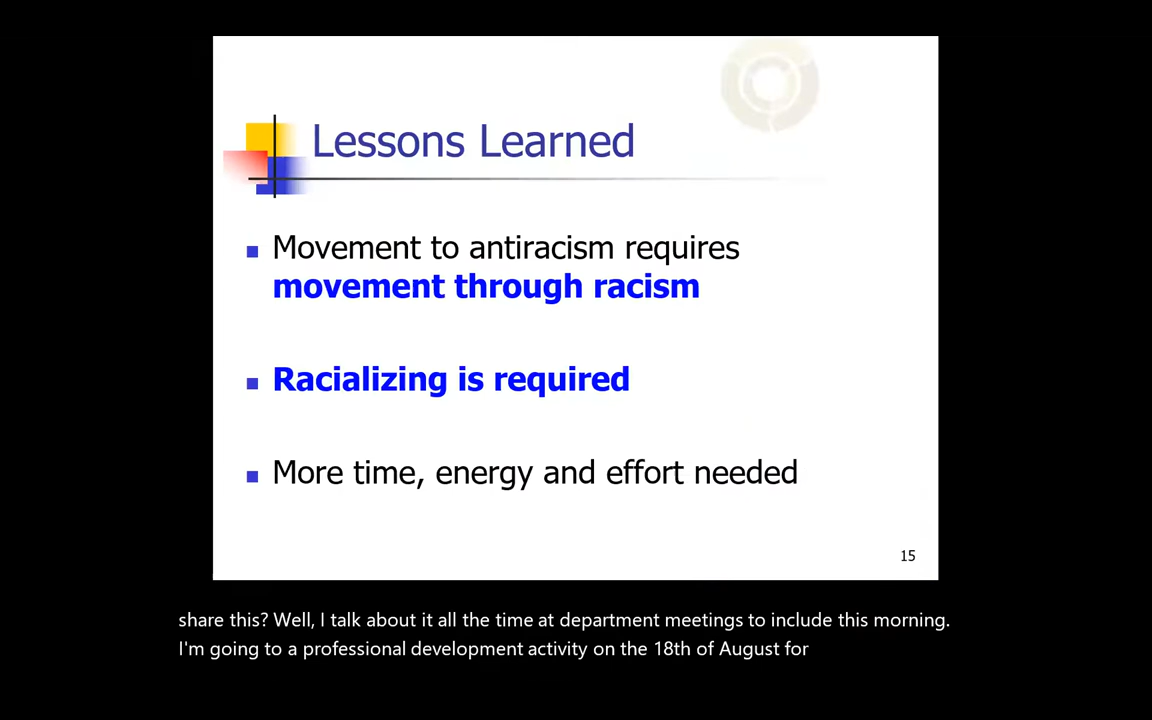 Lessons Learned
Movement to antiracism requires
movement through racism
Racializing is required
More time, energy and effort needed
15
share this? Well, I talk about it all the time at department meetings to include this morning.
I'm going to a professional development activity on the 18th of August for